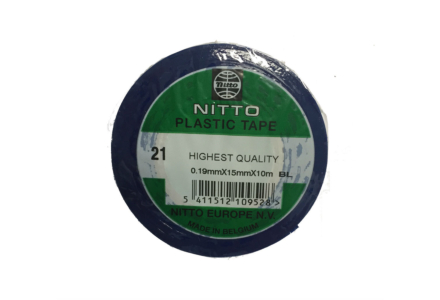 Nitto
NITTO
PLASTIC TAPE
21
HIGHEST QUALITY
0.19mmX15mmX10m BL
5 411512 109528 >
NITTO EUROPE N.V.
MADE IN BELGIUM